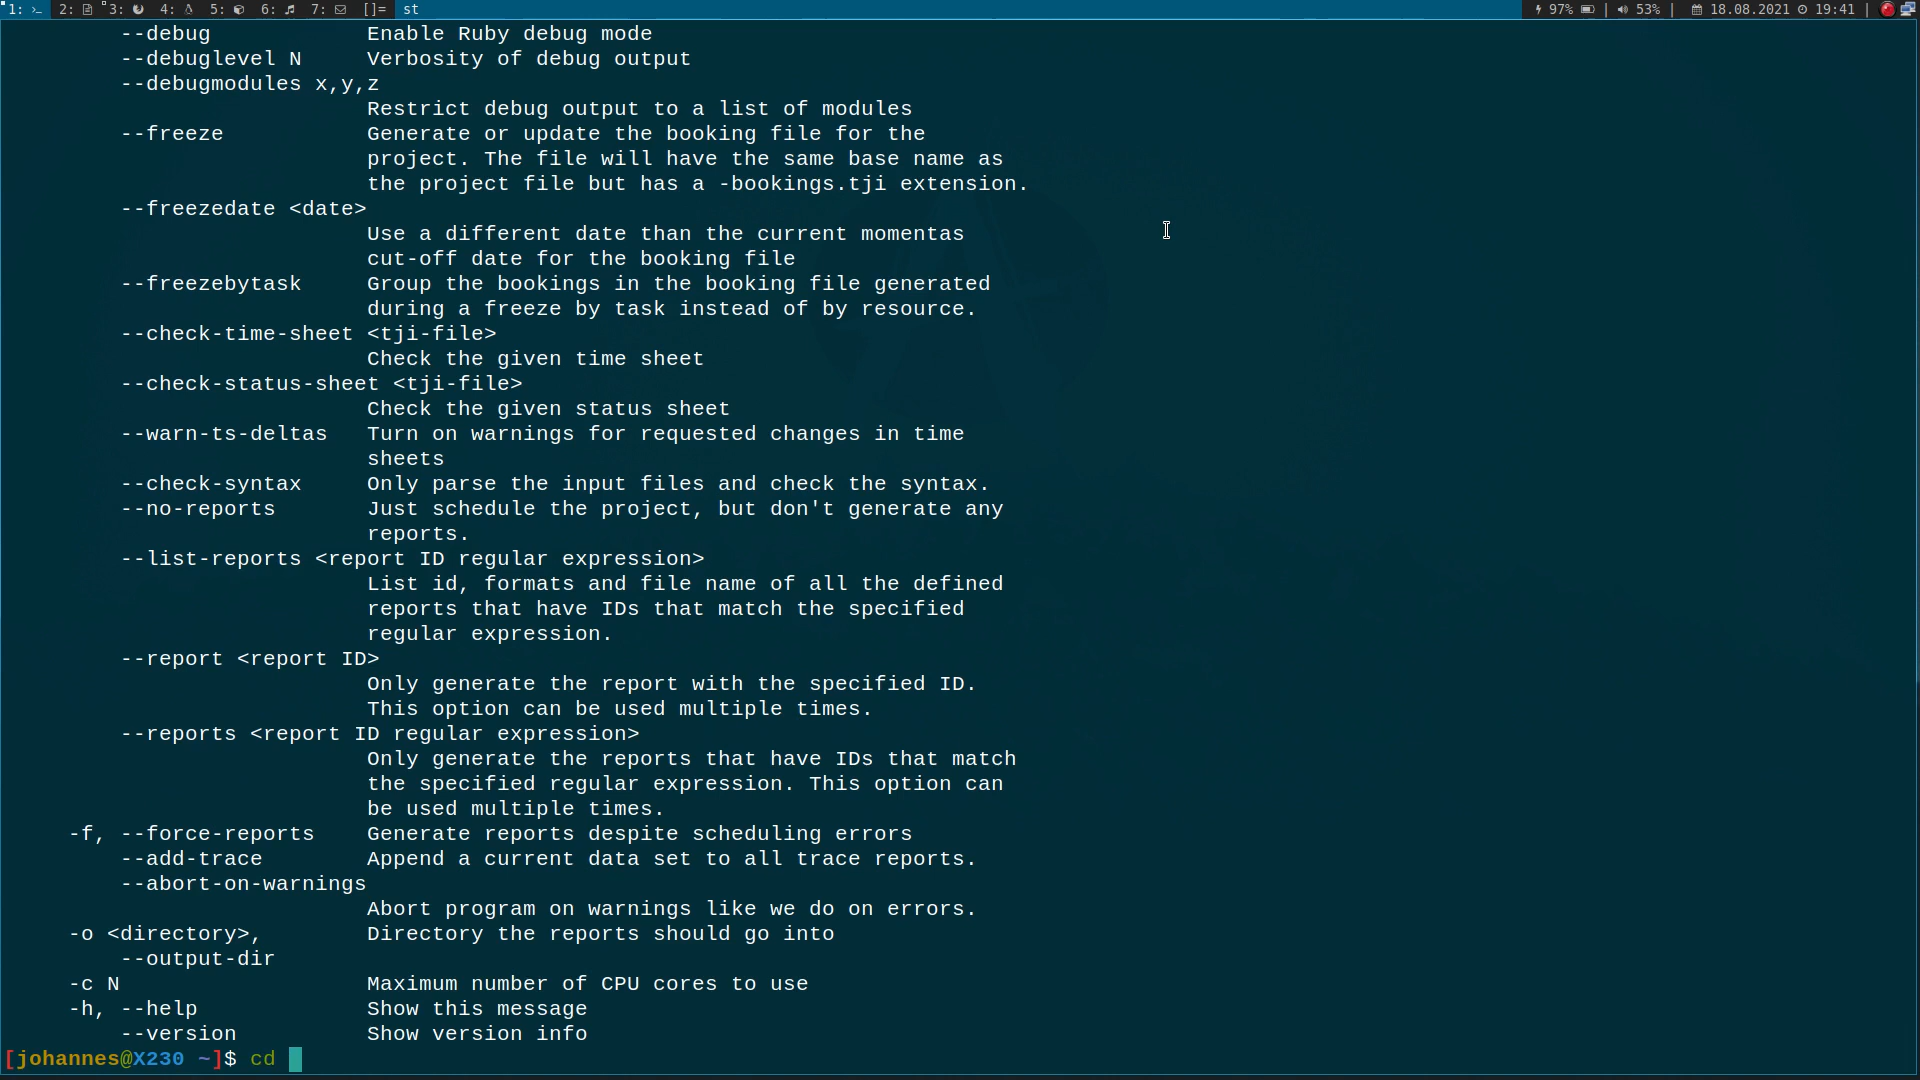 1: 2: 3: 4: 5: 6: 7: []= st 97% | 53% | 18.08.2021 19:41 |
--debug Enable Ruby debug mode
--debuglevel N Verbosity of debug output
--debugmodules x,y,z
Restrict debug output to a list of modules
--freeze Generate or update the booking file for the
project. The file will have the same base name as
the project file but has a -bookings.tji extension.
--freezedate <date>
Use a different date than the current momentas
cut-off date for the booking file
--freezebytask Group the bookings in the booking file generated
during a freeze by task instead of by resource.
--check-time-sheet <tji-file>
Check the given time sheet
--check-status-sheet <tji-file>
Check the given status sheet
--warn-ts-deltas Turn on warnings for requested changes in time
sheets
--check-syntax Only parse the input files and check the syntax.
--no-reports Just schedule the project, but don't generate any
reports.
--list-reports <report ID regular expression>
List id, formats and file name of all the defined
reports that have IDs that match the specified
regular expression.
--report <report ID>
Only generate the report with the specified ID.
This option can be used multiple times.
--reports <report ID regular expression>
Only generate the reports that have IDs that match
the specified regular expression. This option can
be used multiple times.
-f, --force-reports Generate reports despite scheduling errors
--add-trace Append a current data set to all trace reports.
--abort-on-warnings
Abort program on warnings like we do on errors.
-o <directory>, Directory the reports should go into
--output-dir
-c N Maximum number of CPU cores to use
-h, --help Show this message
--version Show version info
[johannes@X230 ~]$ cd